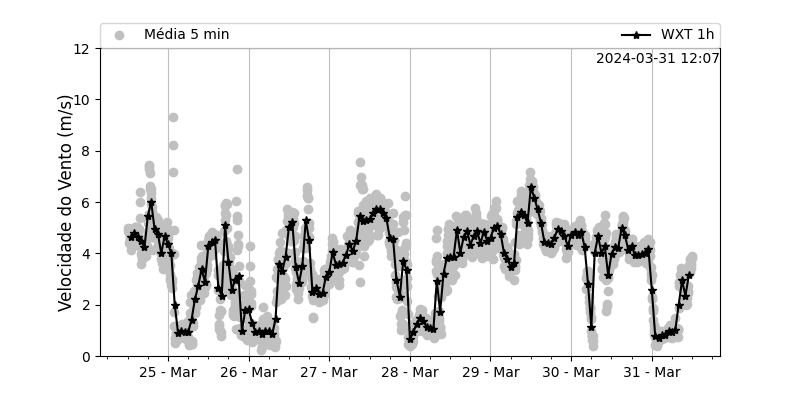 Média 5 min
WXT 1h
2024-03-31 12:07
Velocidade do Vento (m/s)
12
10
8
6
4
2
0
25 - Mar
26 - Mar
27 - Mar
28 - Mar
29 - Mar
30 - Mar
31 - Mar